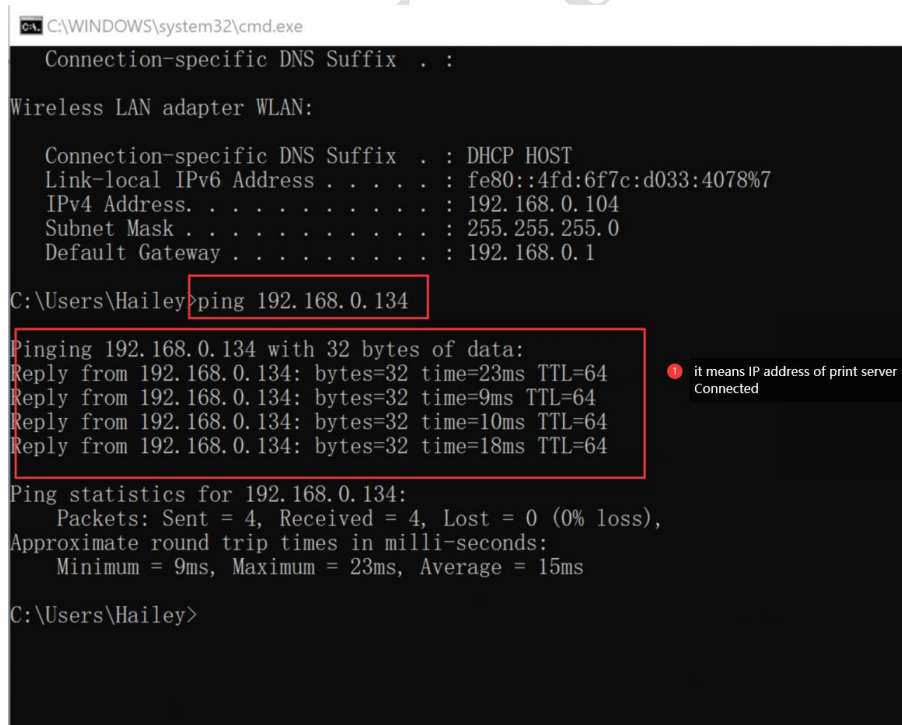 C:\WINDOWS\system32\cmd.exe
Connection-specific DNS Suffix . :
Wireless LAN adapter WLAN:
Connection-specific DNS Suffix . : DHCP HOST
Link-local IPv6 Address . . . . . : fe80::4fd:6f7c:d033:4078%7
IPv4 Address. . . . . . . . . . . : 192.168.0.104
Subnet Mask . . . . . . . . . . . : 255.255.255.0
Default Gateway . . . . . . . . . : 192.168.0.1
C:\Users\Hailey>ping 192.168.0.134
Pinging 192.168.0.134 with 32 bytes of data:
Reply from 192.168.0.134: bytes=32 time=23ms TTL=64
Reply from 192.168.0.134: bytes=32 time=9ms TTL=64
Reply from 192.168.0.134: bytes=32 time=10ms TTL=64
Reply from 192.168.0.134: bytes=32 time=18ms TTL=64
1 it means IP address of print server
Connected
Ping statistics for 192.168.0.134:
Packets: Sent = 4, Received = 4, Lost = 0 (0% loss),
Approximate round trip times in milli-seconds:
Minimum = 9ms, Maximum = 23ms, Average = 15ms
C:\Users\Hailey>